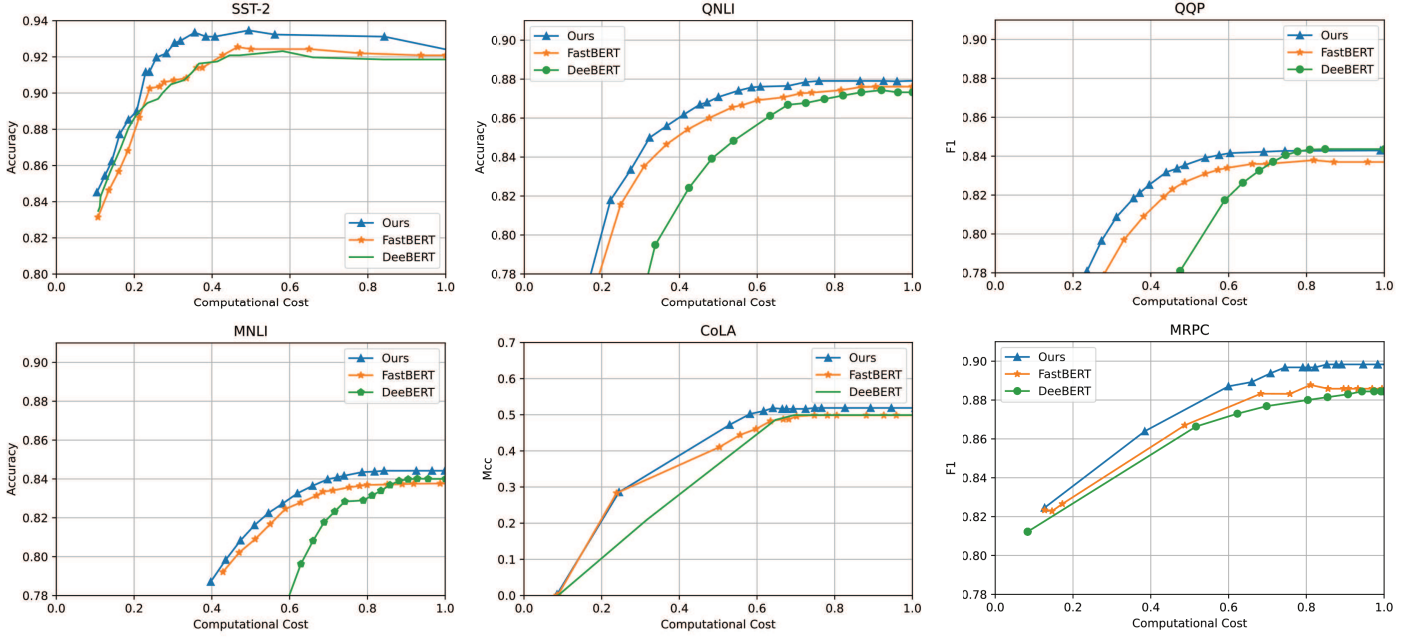 SST-2
Accuracy
0.94
0.92
0.90
0.88
0.86
0.84
0.82
0.80
Ours
FastBERT
DeeBERT
0.0 0.2 0.4 0.6 0.8 1.0
Computational Cost
QNLI
Accuracy
0.90
0.88
0.86
0.84
0.82
0.80
0.78
Ours
FastBERT
DeeBERT
0.0 0.2 0.4 0.6 0.8 1.0
Computational Cost
QQP
F1
0.90
0.88
0.86
0.84
0.82
0.80
0.78
Ours
FastBERT
DeeBERT
0.0 0.2 0.4 0.6 0.8 1.0
Computational Cost
MNLI
Accuracy
0.90
0.88
0.86
0.84
0.82
0.80
0.78
Ours
FastBERT
DeeBERT
0.0 0.2 0.4 0.6 0.8 1.0
Computational Cost
CoLA
Mcc
0.7
0.6
0.5
0.4
0.3
0.2
0.1
0.0
Ours
FastBERT
DeeBERT
0.0 0.2 0.4 0.6 0.8 1.0
Computational Cost
MRPC
F1
0.90
0.88
0.86
0.84
0.82
0.80
0.78
Ours
FastBERT
DeeBERT
0.0 0.2 0.4 0.6 0.8 1.0
Computational Cost